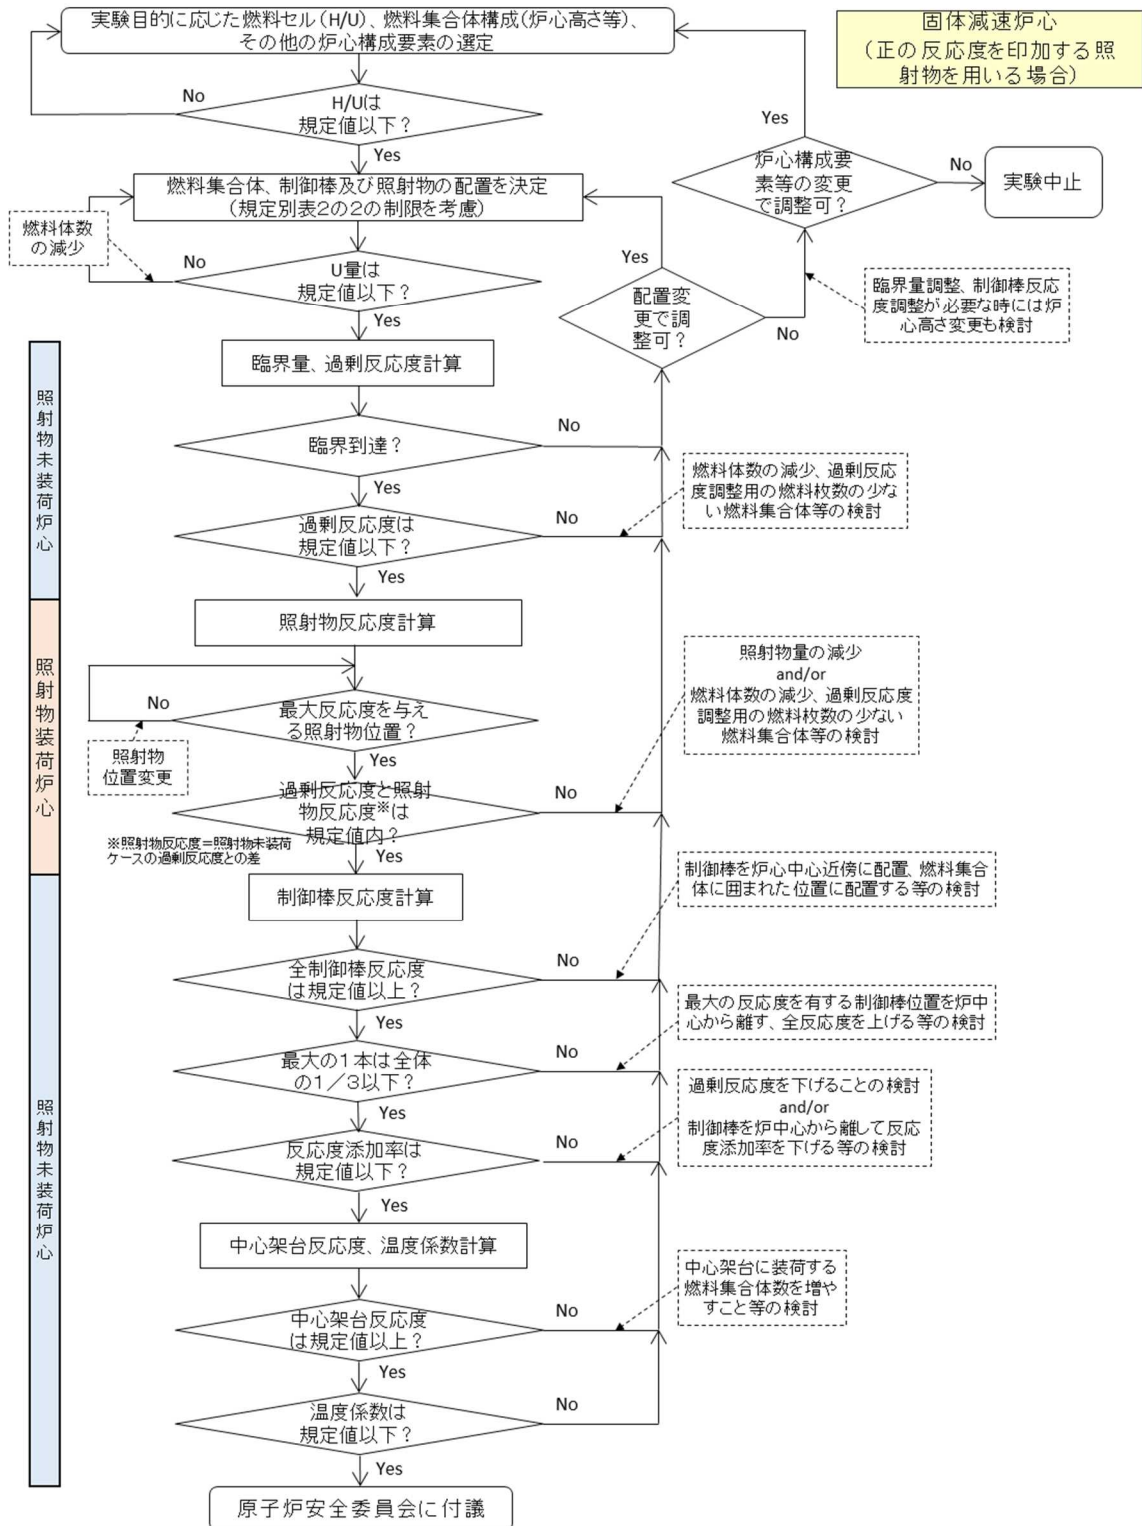 実験目的に応じた燃料セル（H/U）、燃料集合体構成（炉心高さ等）、
その他の炉心構成要素の選定
固体減速炉心
（正の反応度を印加する照
射物を用いる場合）
No
H/Uは
規定値以下？
Yes
Yes
炉心構成要
素等の変更
で調整可？
No
実験中止
燃料集合体、制御棒及び照射物の配置を決定
（規定別表2の2の制限を考慮）
燃料体数
の減少
No
U量は
規定値以下？
Yes
Yes
配置変
更で調
整可？
No
臨界量調整、制御棒反応
度調整が必要な時には炉
心高さ変更も検討
照射物未装荷炉心
臨界量、過剰反応度計算
臨界到達？
No
Yes
過剰反応度は
規定値以下？
No
Yes
燃料体数の減少、過剰反応
度調整用の燃料枚数の少な
い燃料集合体等の検討
照射物装荷炉心
照射物反応度計算
No
最大反応度を与え
る照射物位置？
照射物
位置変更
Yes
照射物量の減少
and/or
燃料体数の減少、過剰反応度
調整用の燃料枚数の少ない
燃料集合体等の検討
過剰反応度と照射
物反応度※は
規定値内？
No
※照射物反応度＝照射物未装荷
ケースの過剰反応度との差
Yes
照射物未装荷炉心
制御棒反応度計算
制御棒を炉心中心近傍に配置、燃料集合
体に囲まれた位置に配置する等の検討
全制御棒反応度
は規定値以上？
No
Yes
最大の反応度を有する制御棒位置を炉中
心から離す、全反応度を上げる等の検討
最大の1本は全体
の1／3以下？
No
Yes
過剰反応度を下げることの検討
and/or
制御棒を炉中心から離して反応
度添加率を下げる等の検討
反応度添加率は
規定値以下？
No
Yes
中心架台反応度、温度係数計算
中心架台に装荷する
燃料集合体数を増や
すこと等の検討
中心架台反応度
は規定値以上？
No
Yes
温度係数は
規定値以下？
No
Yes
原子炉安全委員会に付議